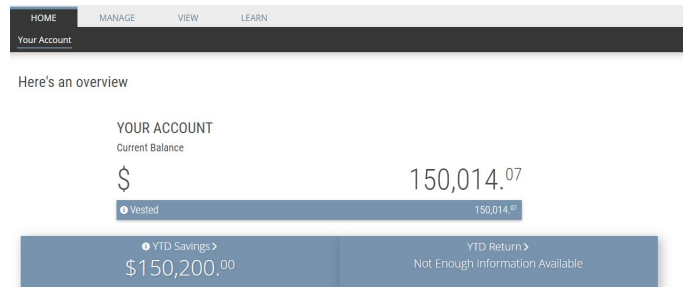 HOME MANAGE VIEW LEARN
Your Account
Here's an overview
YOUR ACCOUNT
Current Balance
$ 150,014.07
Vested 150,014.07
YTD Savings > YTD Return >
$150,200.00 Not Enough Information Available